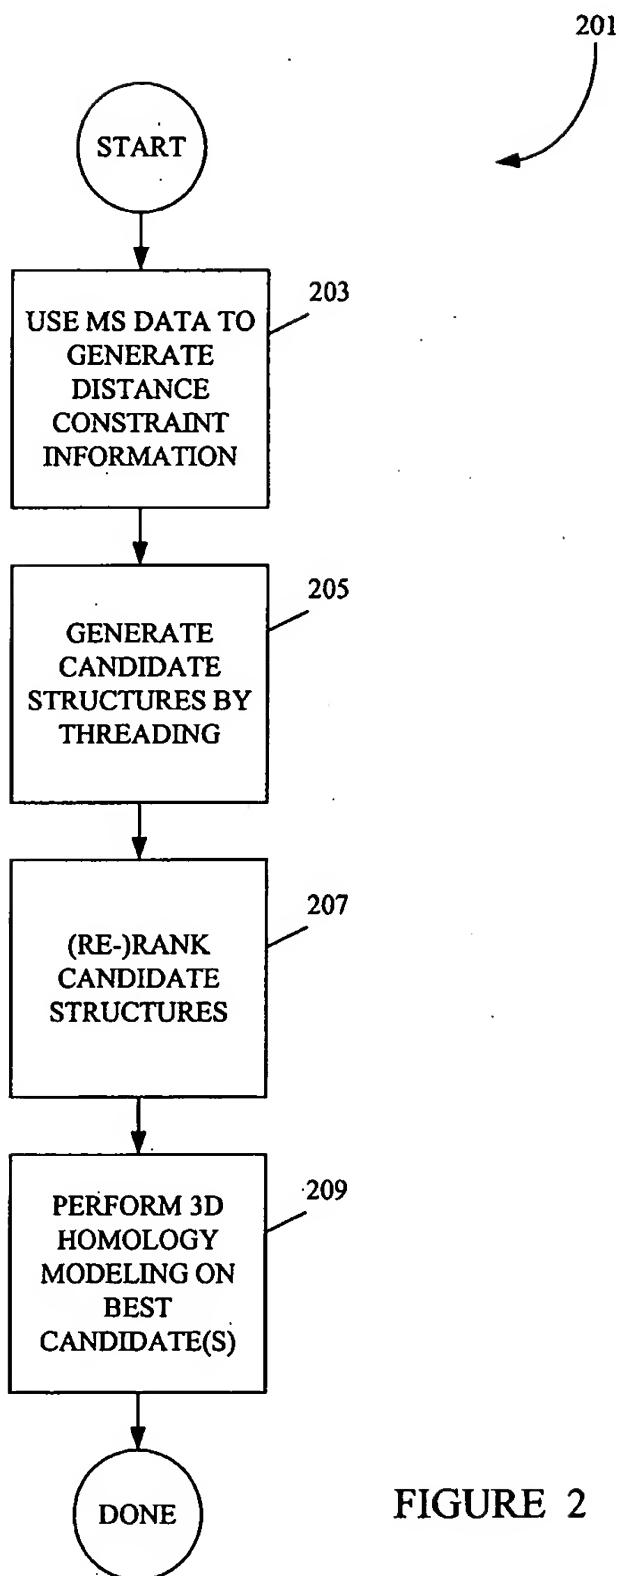 201
START
203
USE MS DATA TO
GENERATE
DISTANCE
CONSTRAINT
INFORMATION
205
GENERATE
CANDIDATE
STRUCTURES BY
THREADING
207
(RE-)RANK
CANDIDATE
STRUCTURES
209
PERFORM 3D
HOMOLOGY
MODELING ON
BEST
CANDIDATE(S)
DONE
FIGURE 2